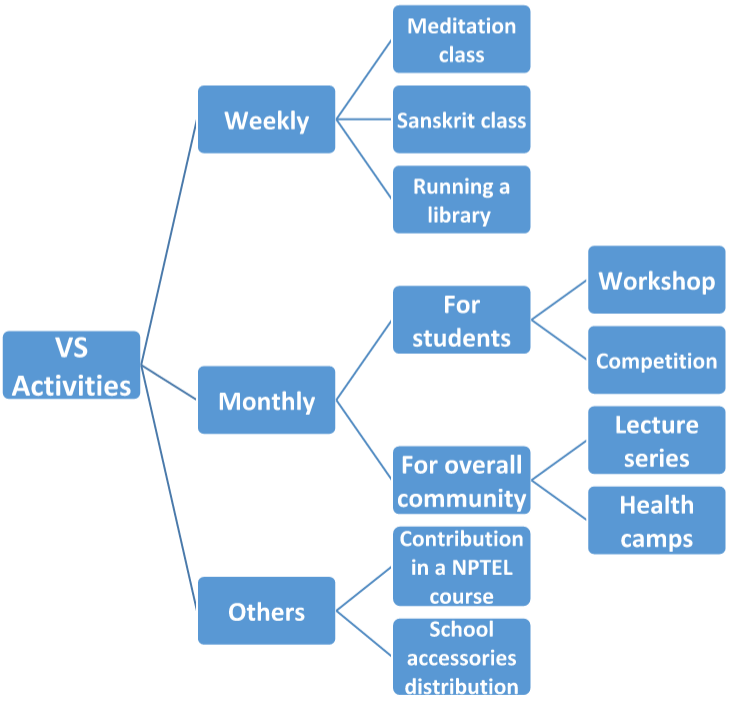 VS
Activities
Weekly
Meditation
class
Sanskrit class
Running a
library
Monthly
For
students
Workshop
Competition
For overall
community
Lecture
series
Health
camps
Others
Contribution
in a NPTEL
course
School
accessories
distribution